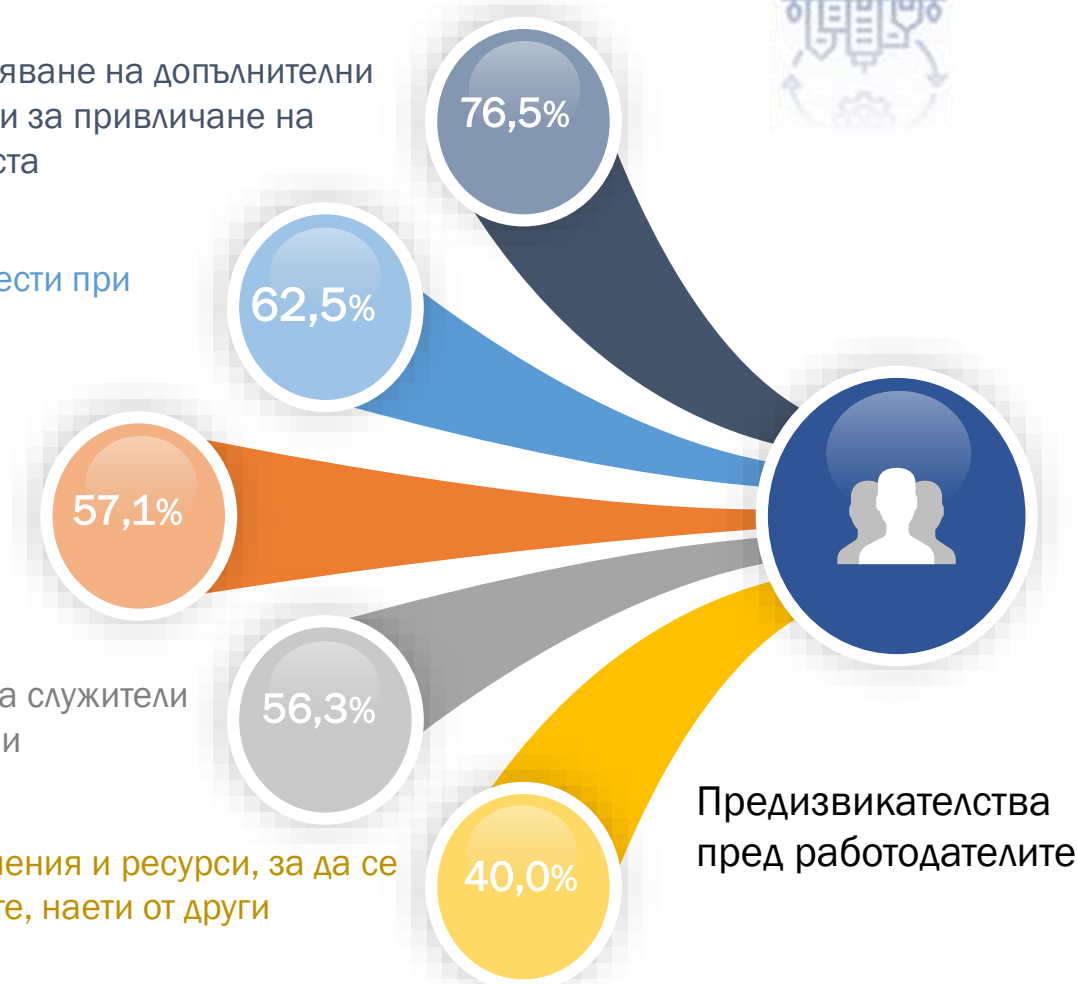 76,5%
яване на допълнителни
и за привличане на
ста
62,5%
ести при
57,1%
56,3%
а служители
и
40,0%
ения и ресурси, за да се
те, наети от други
Предизвикателства
пред работодателите